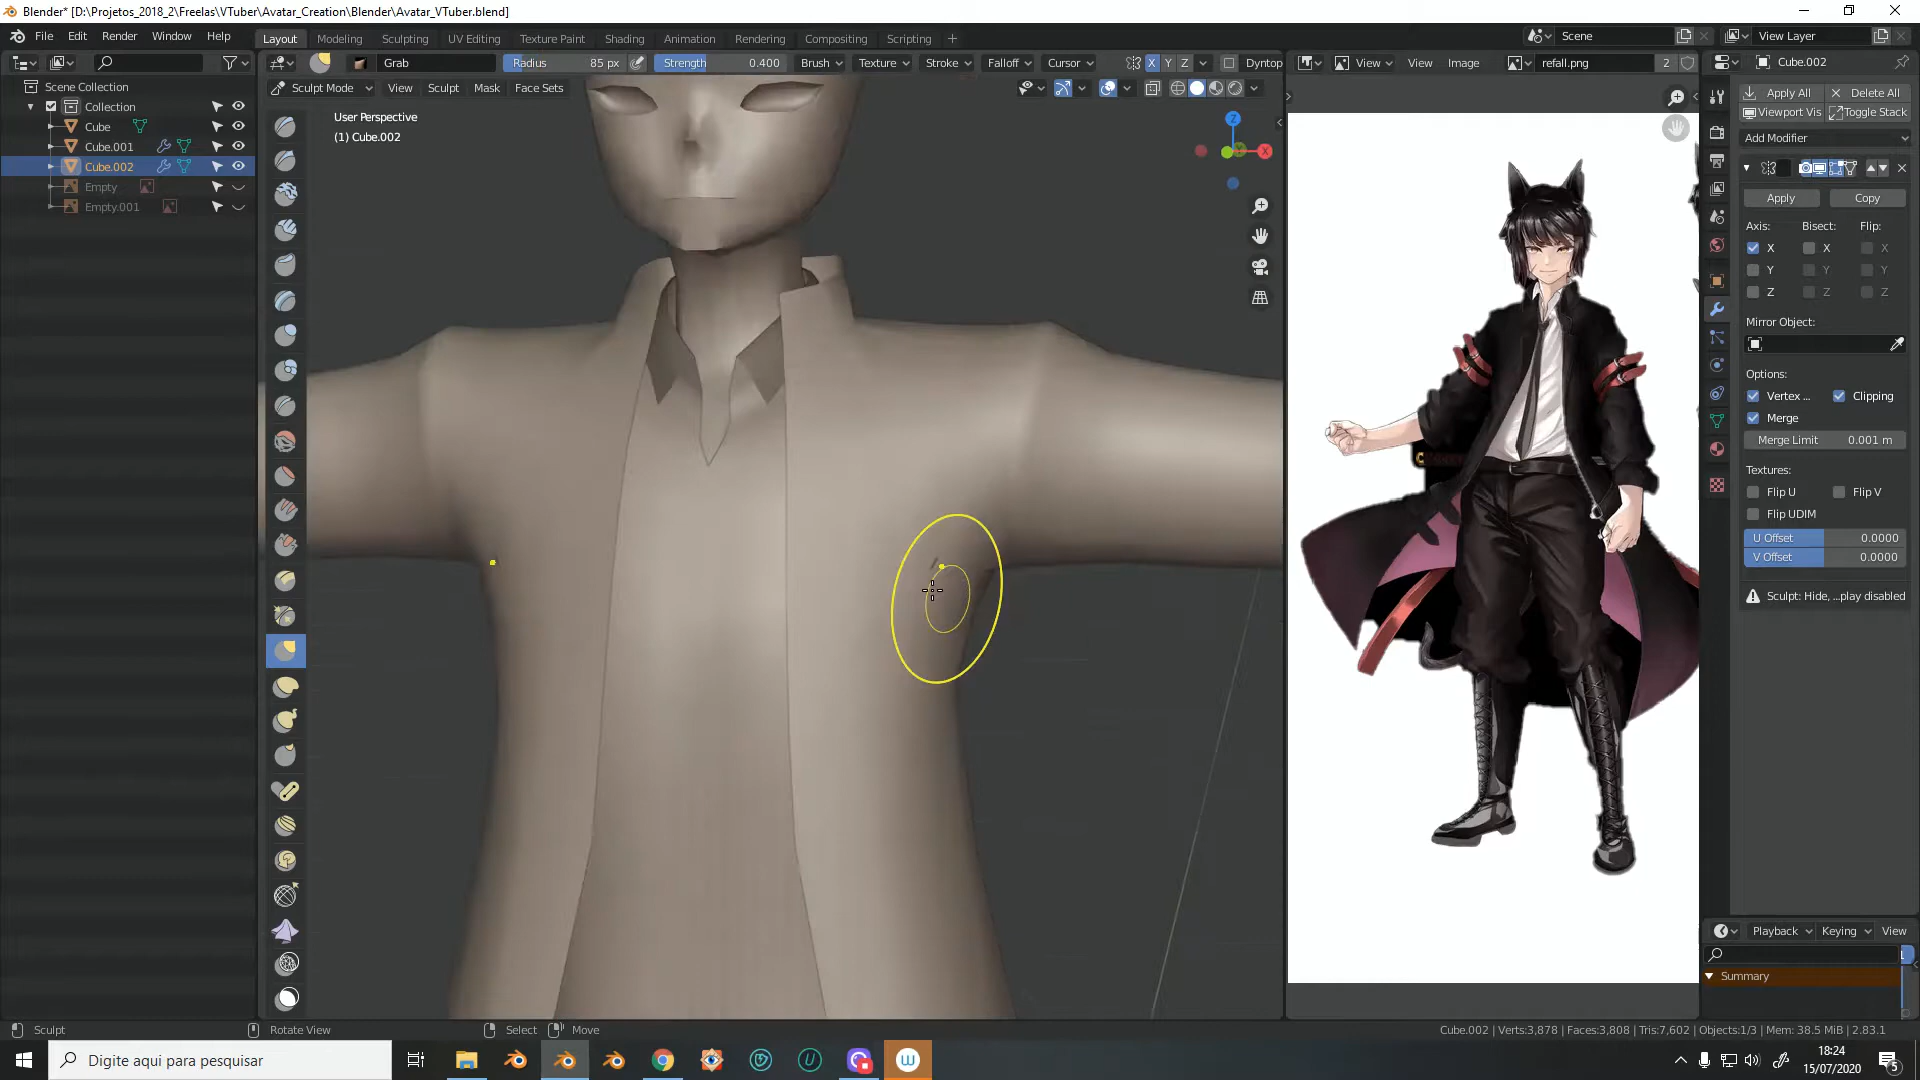 Blender* [D:\Projetos_2018_2\Freelas\VTuber\Avatar_Creation\Blender\Avatar_VTuber.blend]
File Edit Render Window Help
Layout Modeling Sculpting UV Editing Texture Paint Shading Animation Rendering Compositing Scripting
Scene
View Layer
Grab
Radius 85 px
Strength 0.400
Brush Texture Stroke Falloff Cursor
X Y Z
Dyntop
View View Image
refall.png 2
Cube.002
Sculpt Mode View Sculpt Mask Face Sets
Scene Collection
Collection
Cube
Cube.001
Cube.002
Empty
Empty.001
User Perspective
(1) Cube.002
Z
X
Apply All Delete All
Viewport Vis Toggle Stack
Add Modifier
Apply Copy
Axis: Bisect: Flip:
X X X
Y Y Y
Z Z Z
Mirror Object:
Options:
Vertex ... Clipping
Merge
Merge Limit 0.001 m
Textures:
Flip U Flip V
Flip UDIM
U Offset 0.0000
V Offset 0.0000
Sculpt: Hide, ...play disabled
Playback Keying View
1
Summary
Sculpt Rotate View Select Move
Cube.002 | Verts:3,878 | Faces:3,808 | Tris:7,602 | Objects:1/3 | Mem: 38.5 MiB | 2.83.1
Digite aqui para pesquisar
18:24
15/07/2020
5